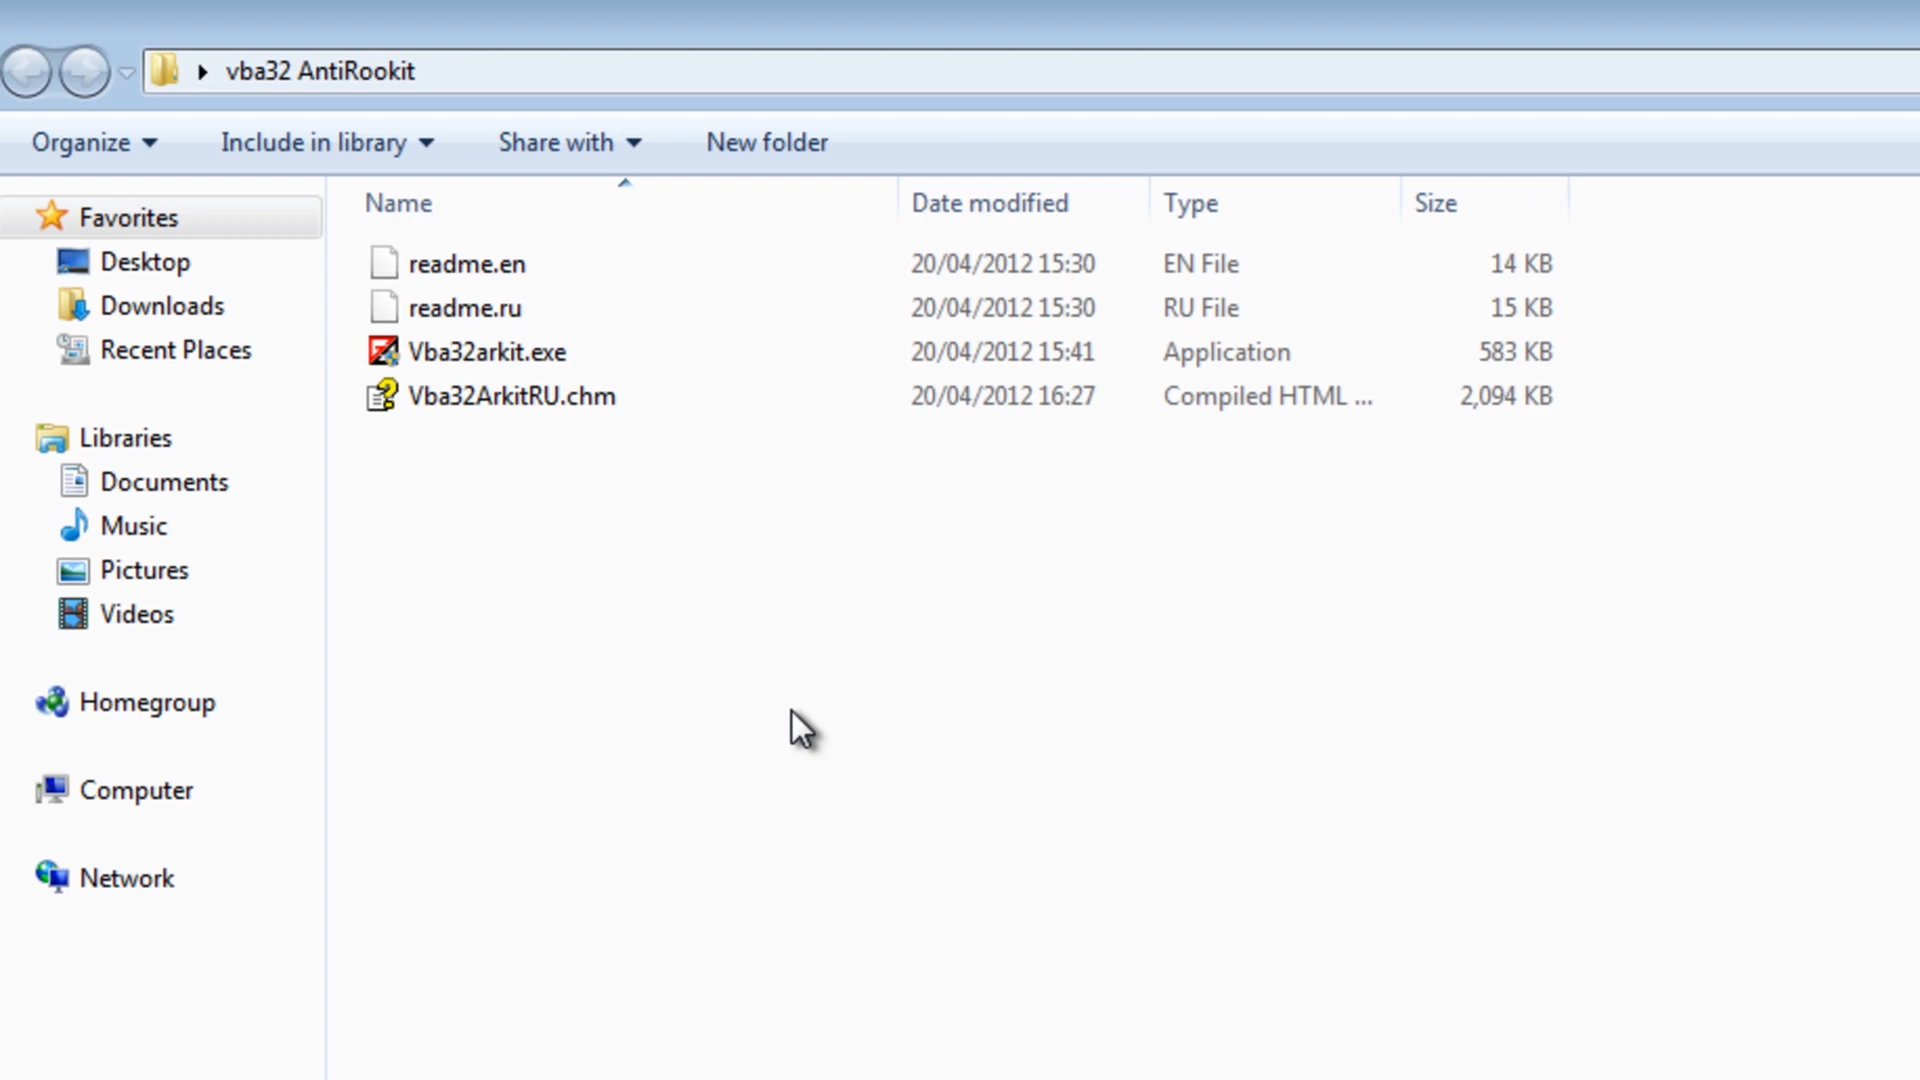 vba32 AntiRookit
Organize Include in library Share with New folder
Name Date modified Type Size
Favorites
Desktop
Downloads
Recent Places
Libraries
Documents
Music
Pictures
Videos
Homegroup
Computer
Network
readme.en 20/04/2012 15:30 EN File 14 KB
readme.ru 20/04/2012 15:30 RU File 15 KB
Vba32arkit.exe 20/04/2012 15:41 Application 583 KB
Vba32ArkitRU.chm 20/04/2012 16:27 Compiled HTML ... 2,094 KB